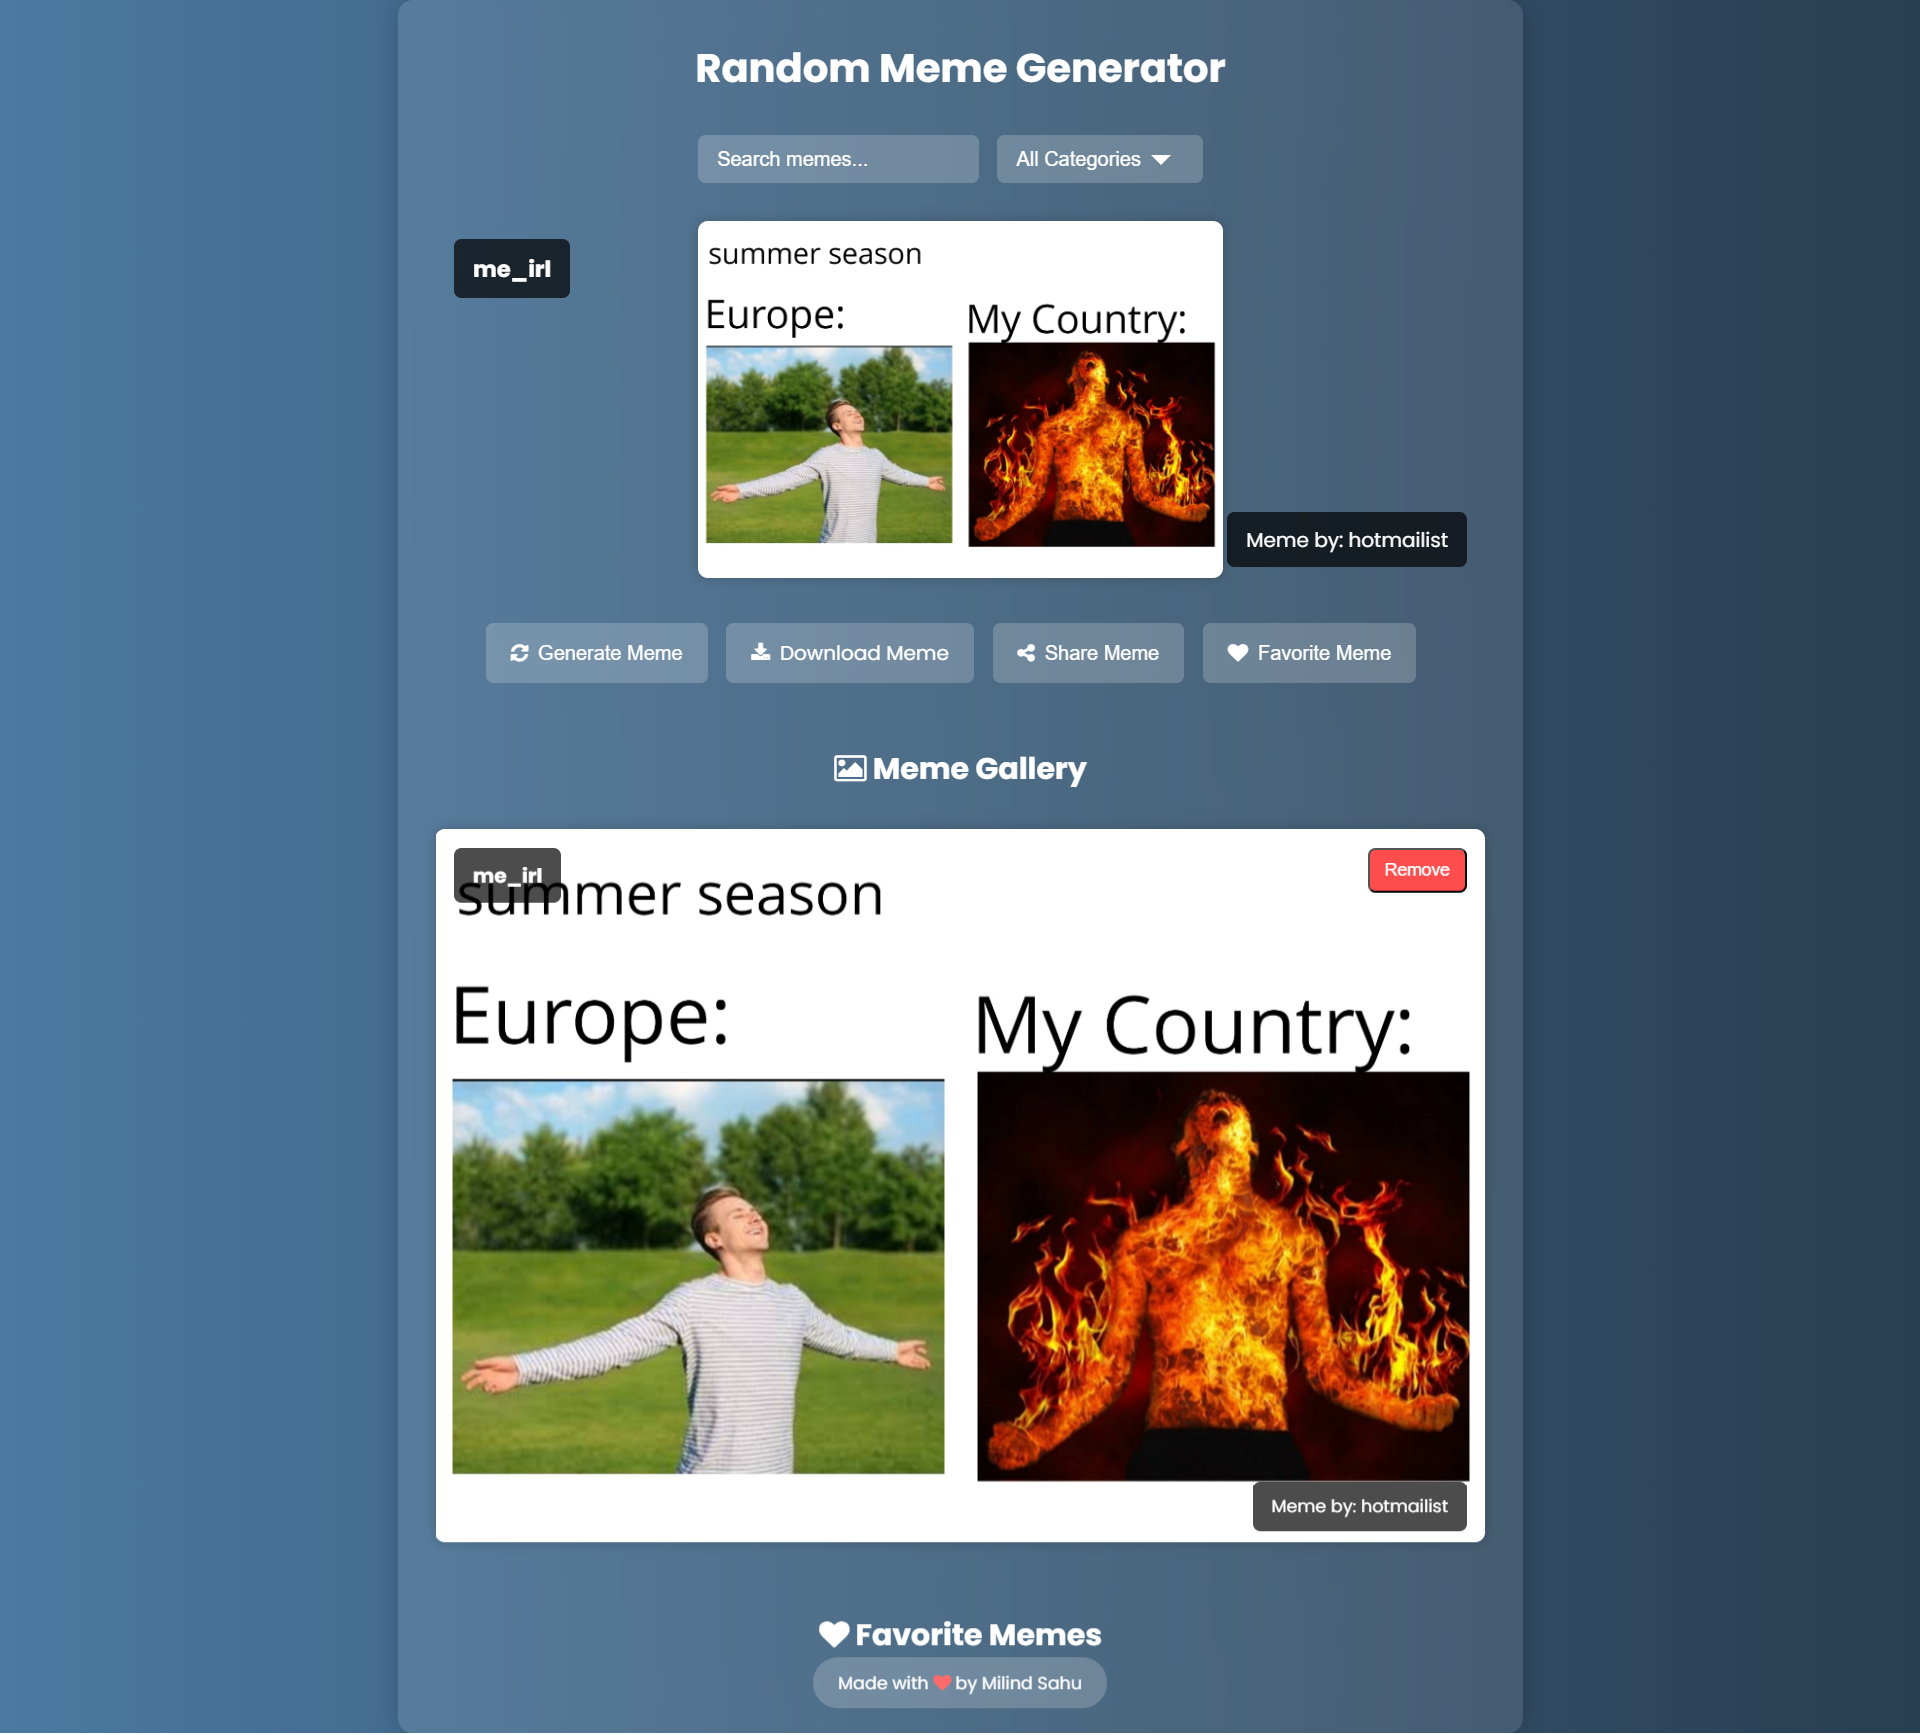 Random Meme Generator
Search memes...
All Categories
me_irl
summer season
Europe:
My Country:
Meme by: hotmailist
Generate Meme
Download Meme
Share Meme
Favorite Meme
Meme Gallery
me_irl
Remove
summer season
Europe:
My Country:
Meme by: hotmailist
Favorite Memes
Made with ❤ by Milind Sahu